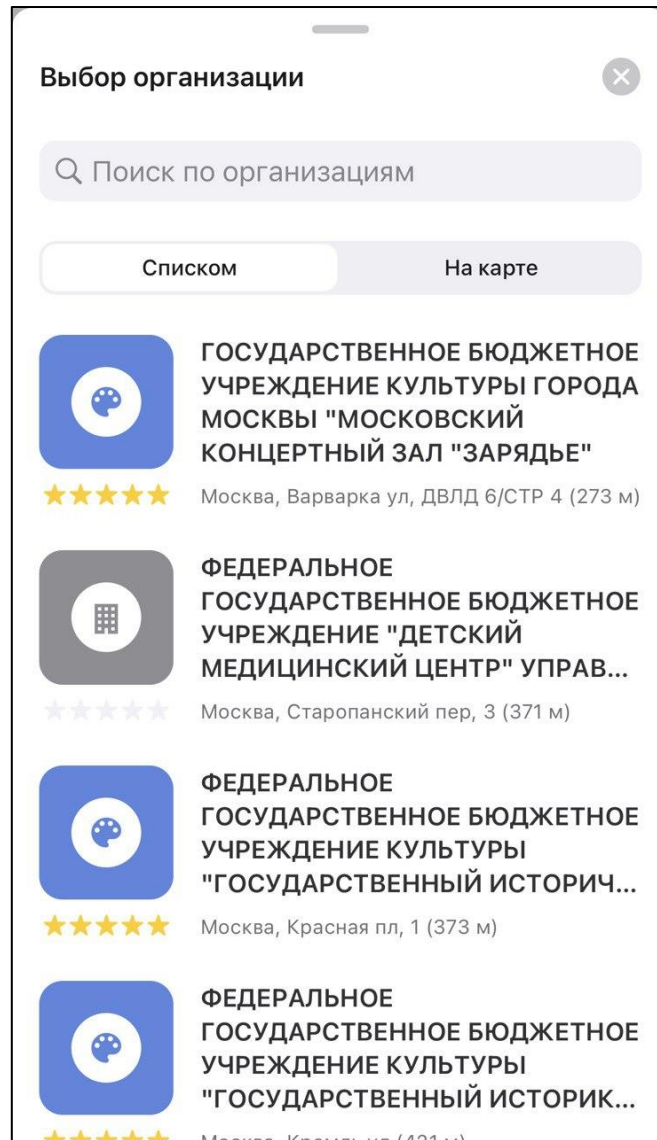 Выбор организации
Поиск по организациям
Списком
На карте
ГОСУДАРСТВЕННОЕ БЮДЖЕТНОЕ
УЧРЕЖДЕНИЕ КУЛЬТУРЫ ГОРОДА
МОСКВЫ "МОСКОВСКИЙ
КОНЦЕРТНЫЙ ЗАЛ "ЗАРЯДЬЕ"
Москва, Варварка ул, ДВЛД 6/СТР 4 (273 м)
ФЕДЕРАЛЬНОЕ
ГОСУДАРСТВЕННОЕ БЮДЖЕТНОЕ
УЧРЕЖДЕНИЕ "ДЕТСКИЙ
МЕДИЦИНСКИЙ ЦЕНТР" УПРАВ...
Москва, Старопанский пер, 3 (371 м)
ФЕДЕРАЛЬНОЕ
ГОСУДАРСТВЕННОЕ БЮДЖЕТНОЕ
УЧРЕЖДЕНИЕ КУЛЬТУРЫ
"ГОСУДАРСТВЕННЫЙ ИСТОРИЧ...
Москва, Красная пл, 1 (373 м)
ФЕДЕРАЛЬНОЕ
ГОСУДАРСТВЕННОЕ БЮДЖЕТНОЕ
УЧРЕЖДЕНИЕ КУЛЬТУРЫ
"ГОСУДАРСТВЕННЫЙ ИСТОРИК...
Москва, Кремль